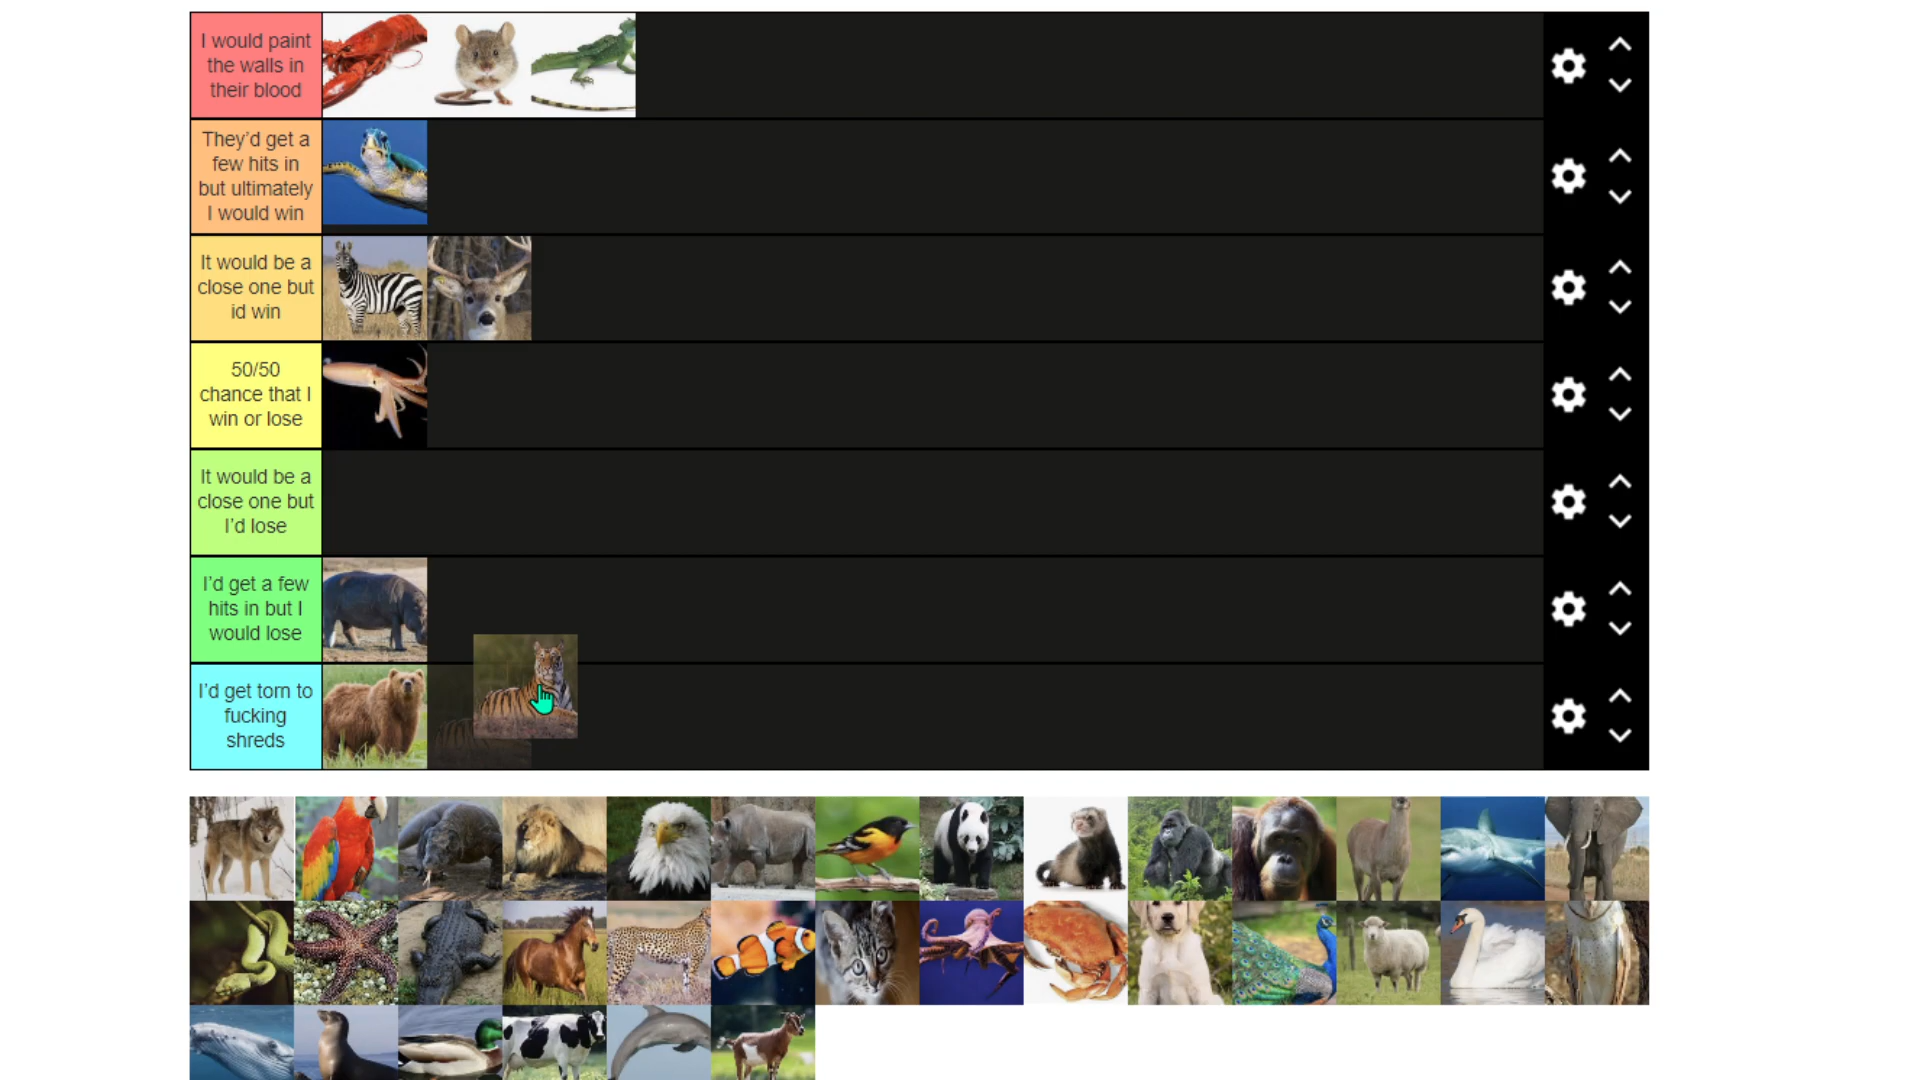 I would paint
the walls in
their blood
They’d get a
few hits in
but ultimately
I would win
It would be a
close one but
id win
50/50
chance that I
win or lose
It would be a
close one but
I’d lose
I’d get a few
hits in but I
would lose
I’d get torn to
fucking
shreds